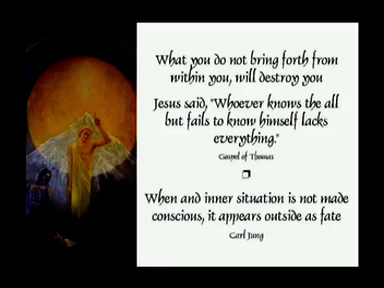 What you do not bring forth from
within you, will destroy you
Jesus said, "Whoever knows the all
but fails to know himself lacks
everything."
Gospel of Thomas
When and inner situation is not made
conscious, it appears outside as fate
Carl Jung